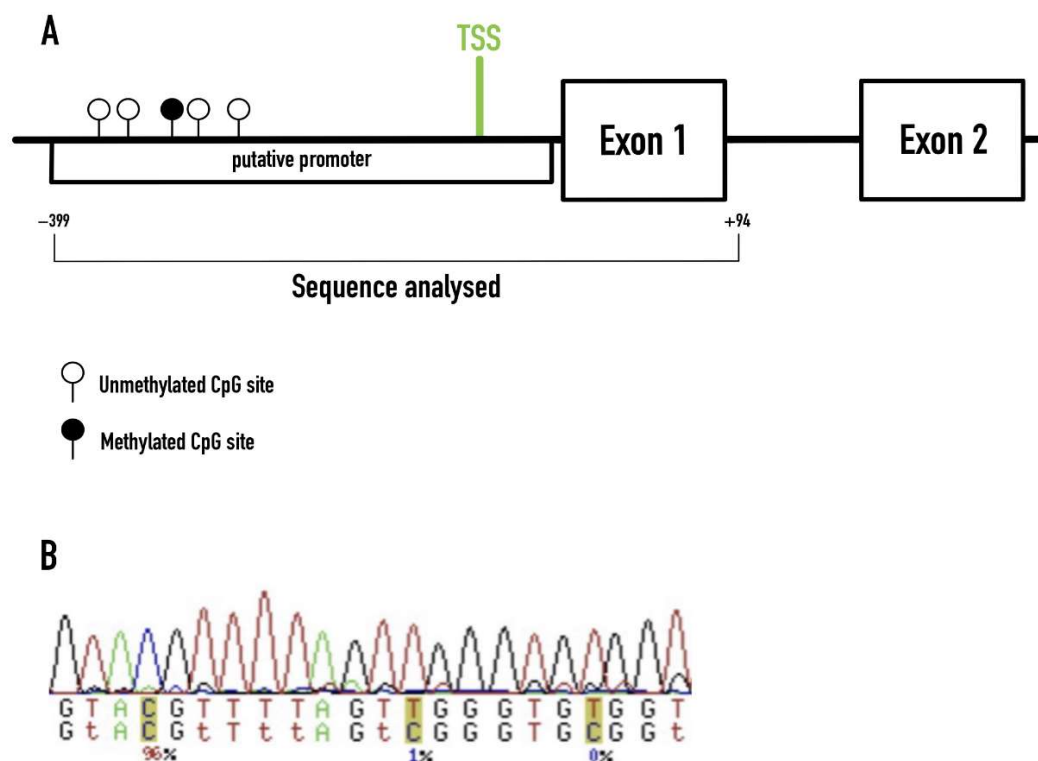 A
TSS
Exon 1
Exon 2
putative promoter
–399
+94
Sequence analysed
Unmethylated CpG site
Methylated CpG site
B
G T A C G T T T T A G T T G G G T G T G G T
G t A C G t T t t A G t C G G G T G C G G t
96% 1% 0%